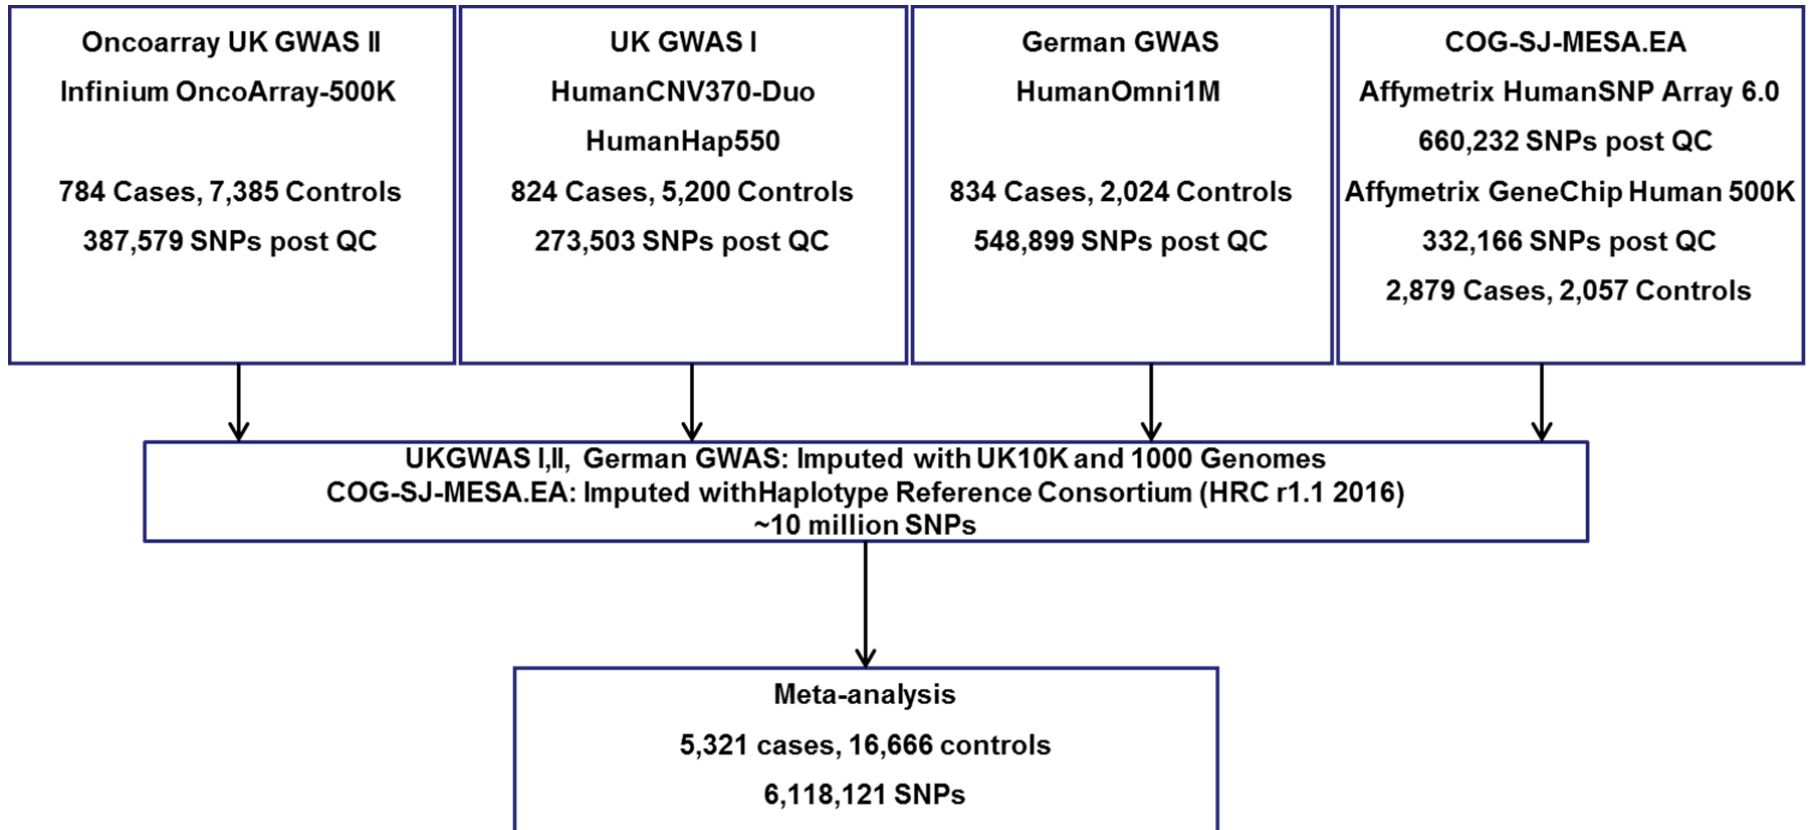 Oncoarray UK GWAS II
Infinium OncoArray-500K
784 Cases, 7,385 Controls
387,579 SNPs post QC
UK GWAS I
HumanCNV370-Duo
HumanHap550
824 Cases, 5,200 Controls
273,503 SNPs post QC
German GWAS
HumanOmni1M
834 Cases, 2,024 Controls
548,899 SNPs post QC
COG-SJ-MESA.EA
Affymetrix HumanSNP Array 6.0
660,232 SNPs post QC
Affymetrix GeneChip Human 500K
332,166 SNPs post QC
2,879 Cases, 2,057 Controls
UKGWAS I,II, German GWAS: Imputed with UK10K and 1000 Genomes
COG-SJ-MESA.EA: Imputed withHaplotype Reference Consortium (HRC r1.1 2016)
~10 million SNPs
Meta-analysis
5,321 cases, 16,666 controls
6,118,121 SNPs